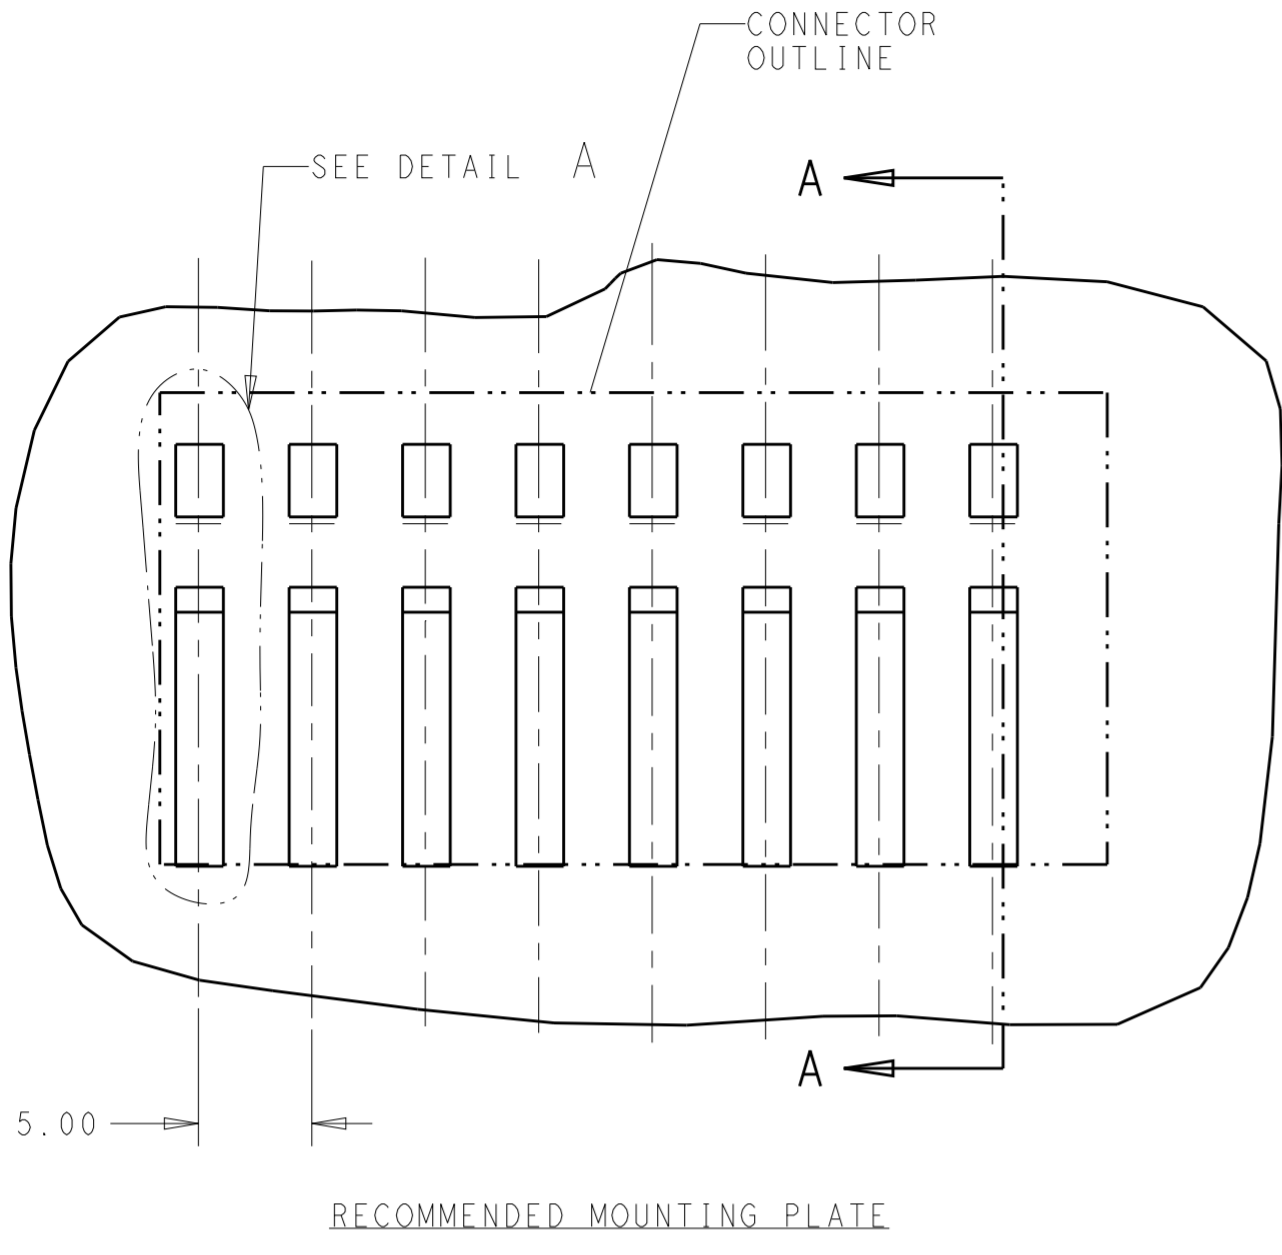 CONNECTOR
OUTLINE
SEE DETAIL A
A
A
5.00
RECOMMENDED MOUNTING PLATE